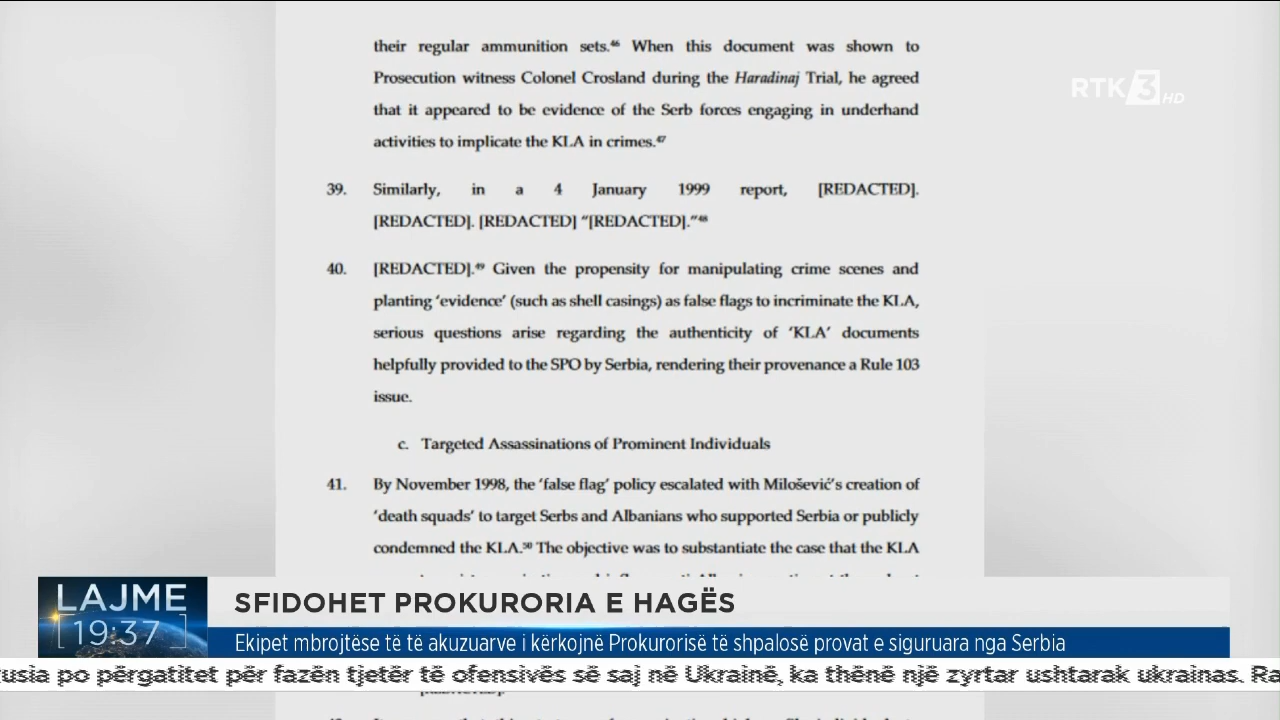 their regular ammunition sets.⁴⁶ When this document was shown to
Prosecution witness Colonel Crosland during the Haradinaj Trial, he agreed
that it appeared to be evidence of the Serb forces engaging in underhand
activities to implicate the KLA in crimes.⁴⁷
RTK 3 HD
39. Similarly, in a 4 January 1999 report, [REDACTED].
[REDACTED]. [REDACTED] “[REDACTED].”⁴⁸
40. [REDACTED].⁴⁹ Given the propensity for manipulating crime scenes and
planting ‘evidence’ (such as shell casings) as false flags to incriminate the KLA,
serious questions arise regarding the authenticity of ‘KLA’ documents
helpfully provided to the SPO by Serbia, rendering their provenance a Rule 103
issue.
c. Targeted Assassinations of Prominent Individuals
41. By November 1998, the ‘false flag’ policy escalated with Milošević’s creation of
‘death squads’ to target Serbs and Albanians who supported Serbia or publicly
condemned the KLA.⁵⁰ The objective was to substantiate the case that the KLA
LAJME
19:37
SFIDOHET PROKURORIA E HAGËS
Ekipet mbrojtëse të të akuzuarve i kërkojnë Prokurorisë të shpalosë provat e siguruara nga Serbia
usia po përgatitet për fazën tjetër të ofensivës së saj në Ukrainë, ka thënë një zyrtar ushtarak ukrainas. Ra